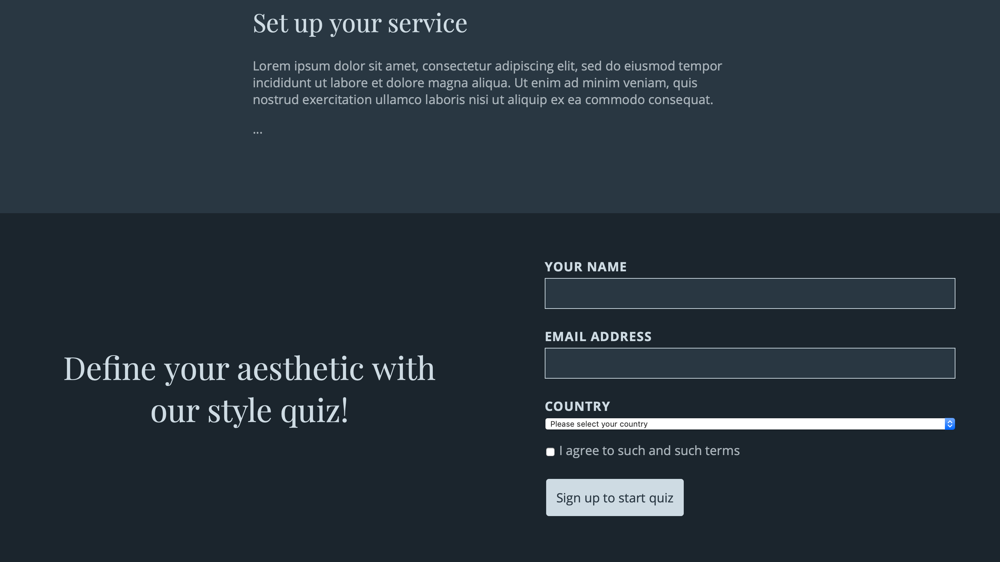 Set up your service
Lorem ipsum dolor sit amet, consectetur adipiscing elit, sed do eiusmod tempor
incididunt ut labore et dolore magna aliqua. Ut enim ad minim veniam, quis
nostrud exercitation ullamco laboris nisi ut aliquip ex ea commodo consequat.
...
Define your aesthetic with
our style quiz!
YOUR NAME
EMAIL ADDRESS
COUNTRY
Please select your country
I agree to such and such terms
Sign up to start quiz